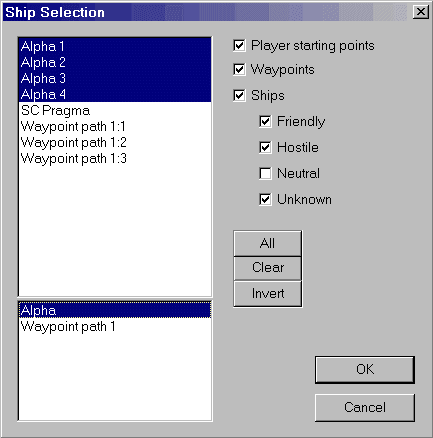 Ship Selection
Alpha 1
Alpha 2
Alpha 3
Alpha 4
SC Pragma
Waypoint path 1:1
Waypoint path 1:2
Waypoint path 1:3
Alpha
Waypoint path 1
Player starting points
Waypoints
Ships
Friendly
Hostile
Neutral
Unknown
All
Clear
Invert
OK
Cancel